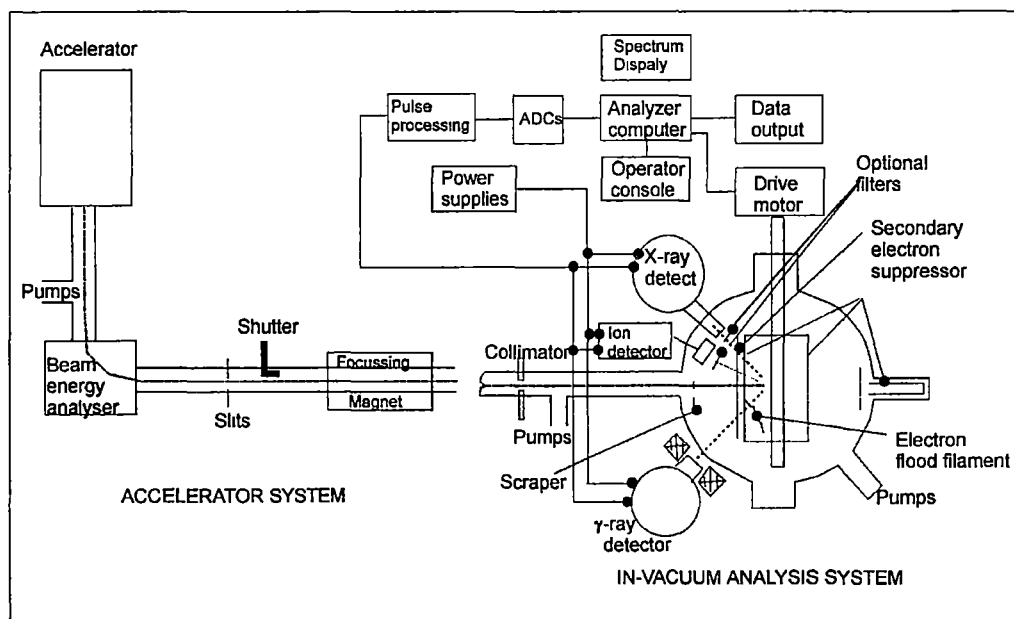 Accelerator
Spectrum
Dispaly
Pulse
processing
ADCs
Analyzer
computer
Data
output
Optional
filters
Power
supplies
Operator
console
Drive
motor
Secondary
electron
suppressor
X-ray
detect
Pumps
Shutter
Ion
detector
Collimator
Beam
energy
analyser
Focussing
Magnet
Slits
Pumps
Electron
flood filament
Scraper
Pumps
ACCELERATOR SYSTEM
γ-ray
detector
IN-VACUUM ANALYSIS SYSTEM